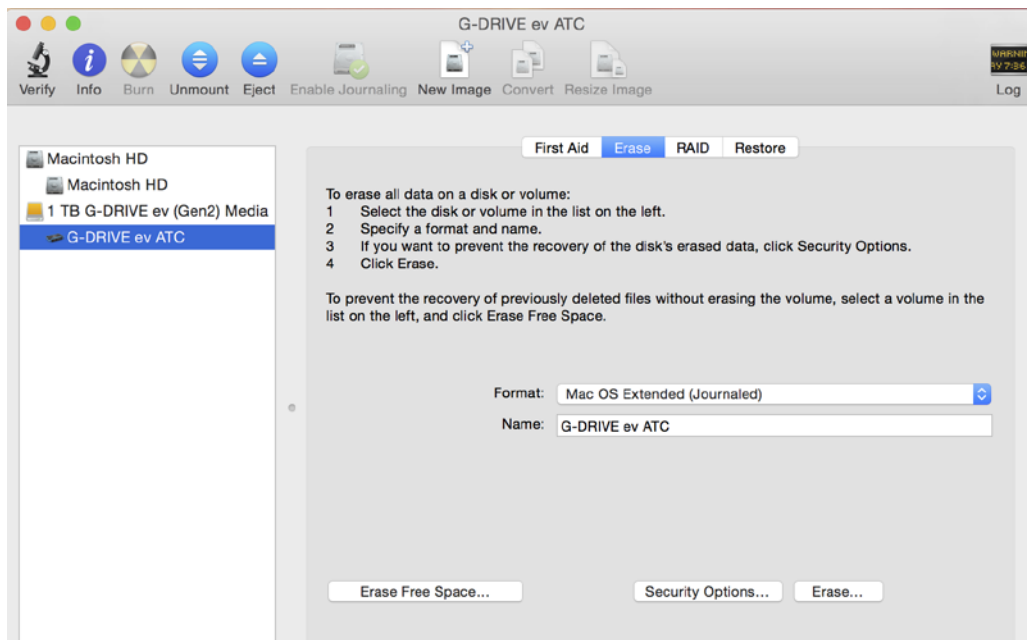 G-DRIVE ev ATC
Verify Info Burn Unmount Eject Enable Journaling New Image Convert Resize Image Log
Macintosh HD
Macintosh HD
1 TB G-DRIVE ev (Gen2) Media
G-DRIVE ev ATC
First Aid Erase RAID Restore
To erase all data on a disk or volume:
1 Select the disk or volume in the list on the left.
2 Specify a format and name.
3 If you want to prevent the recovery of the disk's erased data, click Security Options.
4 Click Erase.
To prevent the recovery of previously deleted files without erasing the volume, select a volume in the
list on the left, and click Erase Free Space.
Format: Mac OS Extended (Journaled)
Name: G-DRIVE ev ATC
Erase Free Space... Security Options... Erase...